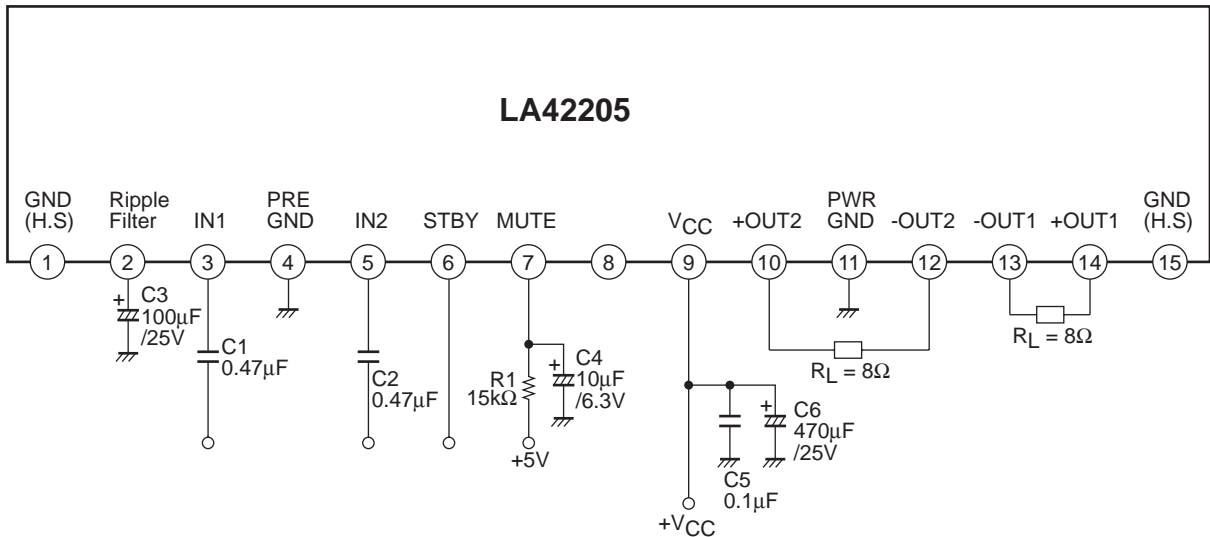 LA42205
GND
(H.S)
Ripple
Filter
IN1
PRE
GND
IN2
STBY
MUTE
VCC
+OUT2
PWR
GND
-OUT2
-OUT1
+OUT1
GND
(H.S)
1
2
3
4
5
6
7
8
9
10
11
12
13
14
15
+
C3
100μF
/25V
C1
0.47μF
C2
0.47μF
R1
15kΩ
+5V
+
C4
10μF
/6.3V
C5
0.1μF
+
C6
470μF
/25V
+VCC
RL = 8Ω
RL = 8Ω